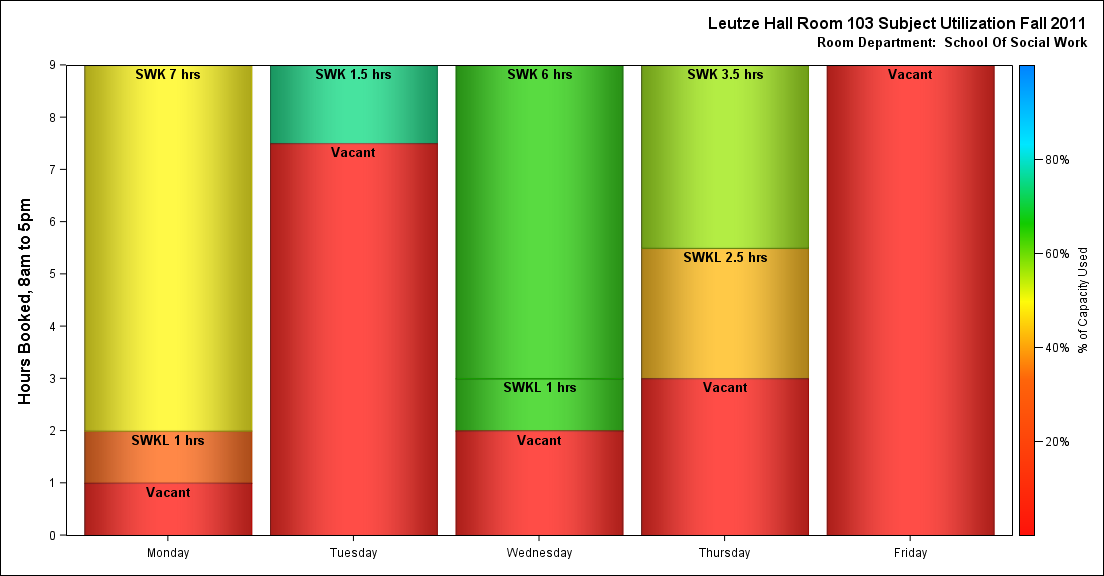 Leutze Hall Room 103 Subject Utilization Fall 2011
Room Department: School Of Social Work
Hours Booked, 8am to 5pm
9
8
7
6
5
4
3
2
1
0
SWK 7 hrs
SWKL 1 hrs
Vacant
SWK 1.5 hrs
Vacant
SWK 6 hrs
SWKL 1 hrs
Vacant
SWK 3.5 hrs
SWKL 2.5 hrs
Vacant
Vacant
Monday
Tuesday
Wednesday
Thursday
Friday
80%
60%
40%
20%
% of Capacity Used